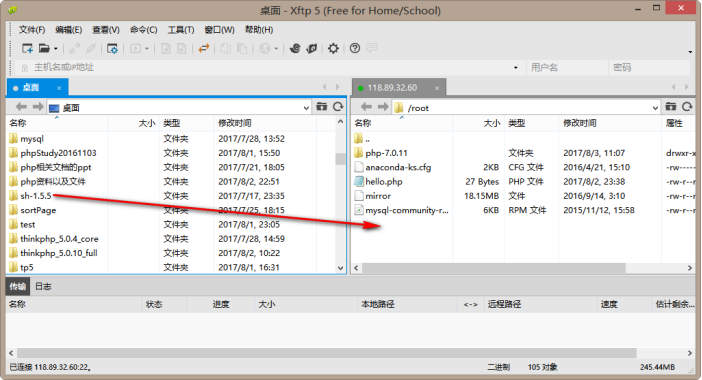 桌面 - Xftp 5 (Free for Home/School)
文件(F) 编辑(E) 查看(V) 命令(C) 工具(T) 窗口(W) 帮助(H)
主机名或IP地址 用户名 密码
桌面 118.89.32.60
桌面 /root
名称 大小 类型 修改时间 名称 大小 类型 修改时间 属性
mysql 文件夹 2017/7/28, 13:52 ..
phpStudy20161103 文件夹 2017/8/1, 15:50 php-7.0.11 文件夹 2017/8/3, 11:07 drwxr-x
php相关文档的ppt 文件夹 2017/7/21, 18:05 anaconda-ks.cfg 2KB CFG 文件 2016/4/21, 15:10 -rw-----
php资料以及文件 文件夹 2017/8/2, 22:51 hello.php 27 Bytes PHP 文件 2017/8/2, 23:38 -rw-r--r
sh-1.5.5 文件夹 2017/7/17, 23:35 mirror 18.15MB 文件 2016/9/14, 3:10 -rw-r--r
sortPage 文件夹 2017/7/25, 18:15 mysql-community-r... 6KB RPM 文件 2015/11/12, 15:58 -rw-r--r
test 文件夹 2017/8/1, 23:05
thinkphp_5.0.4_core 文件夹 2017/7/28, 14:59
thinkphp_5.0.10_full 文件夹 2017/8/2, 10:22
tp5 文件夹 2017/8/1, 16:31
传输 日志
名称 状态 进度 大小 本地路径 <-> 远程路径 速度 估计剩余...
已连接 118.89.32.60:22。 二进制 105 对象 245.44MB